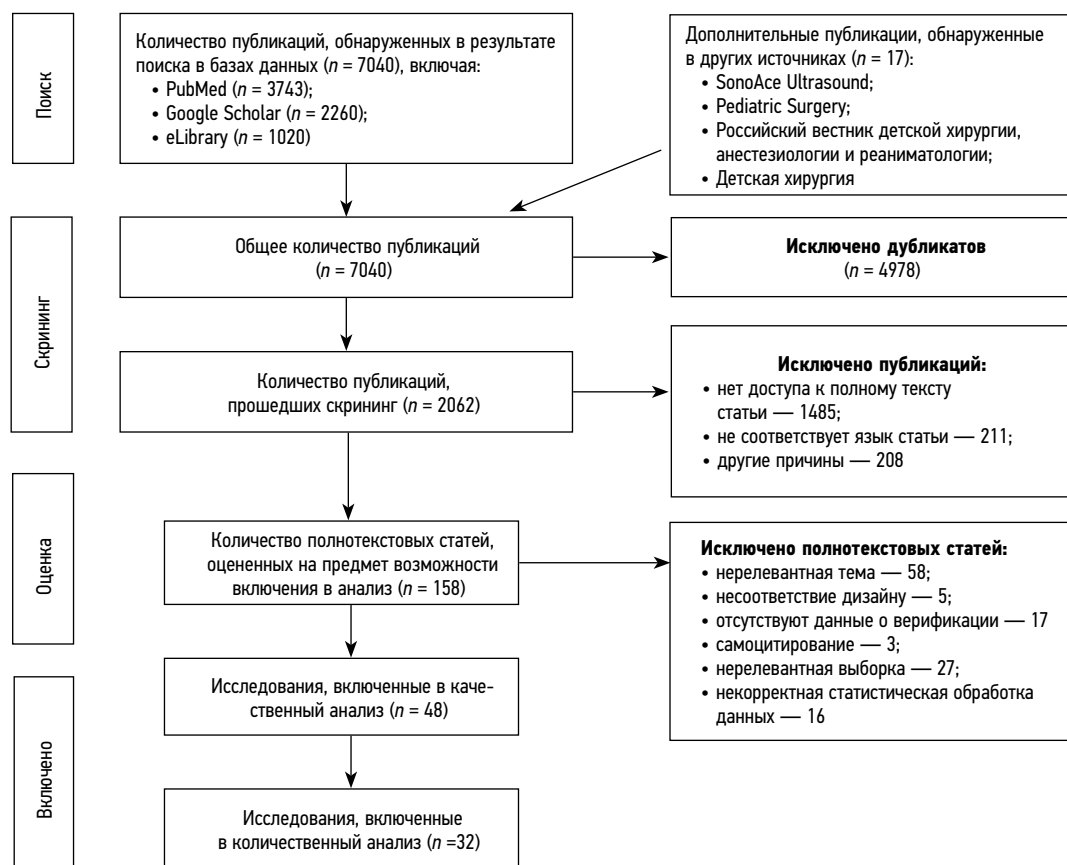 Поиск
Количество публикаций, обнаруженных в результате
поиска в базах данных (n = 7040), включая:
• PubMed (n = 3743);
• Google Scholar (n = 2260);
• eLibrary (n = 1020)
Дополнительные публикации, обнаруженные
в других источниках (n = 17):
• SonoAce Ultrasound;
• Pediatric Surgery;
• Российский вестник детской хирургии,
анестезиологии и реаниматологии;
• Детская хирургия
Скрининг
Общее количество публикаций
(n = 7040)
Исключено дубликатов
(n = 4978)
Количество публикаций,
прошедших скрининг (n = 2062)
Исключено публикаций:
• нет доступа к полному тексту
статьи — 1485;
• не соответствует язык статьи — 211;
• другие причины — 208
Оценка
Количество полнотекстовых статей,
оцененных на предмет возможности
включения в анализ (n = 158)
Исключено полнотекстовых статей:
• нерелевантная тема — 58;
• несоответствие дизайну — 5;
• отсутствуют данные о верификации — 17
• самоцитирование — 3;
• нерелевантная выборка — 27;
• некорректная статистическая обработка
данных — 16
Включено
Исследования, включенные в каче-
ственный анализ (n = 48)
Исследования, включенные
в количественный анализ (n =32)